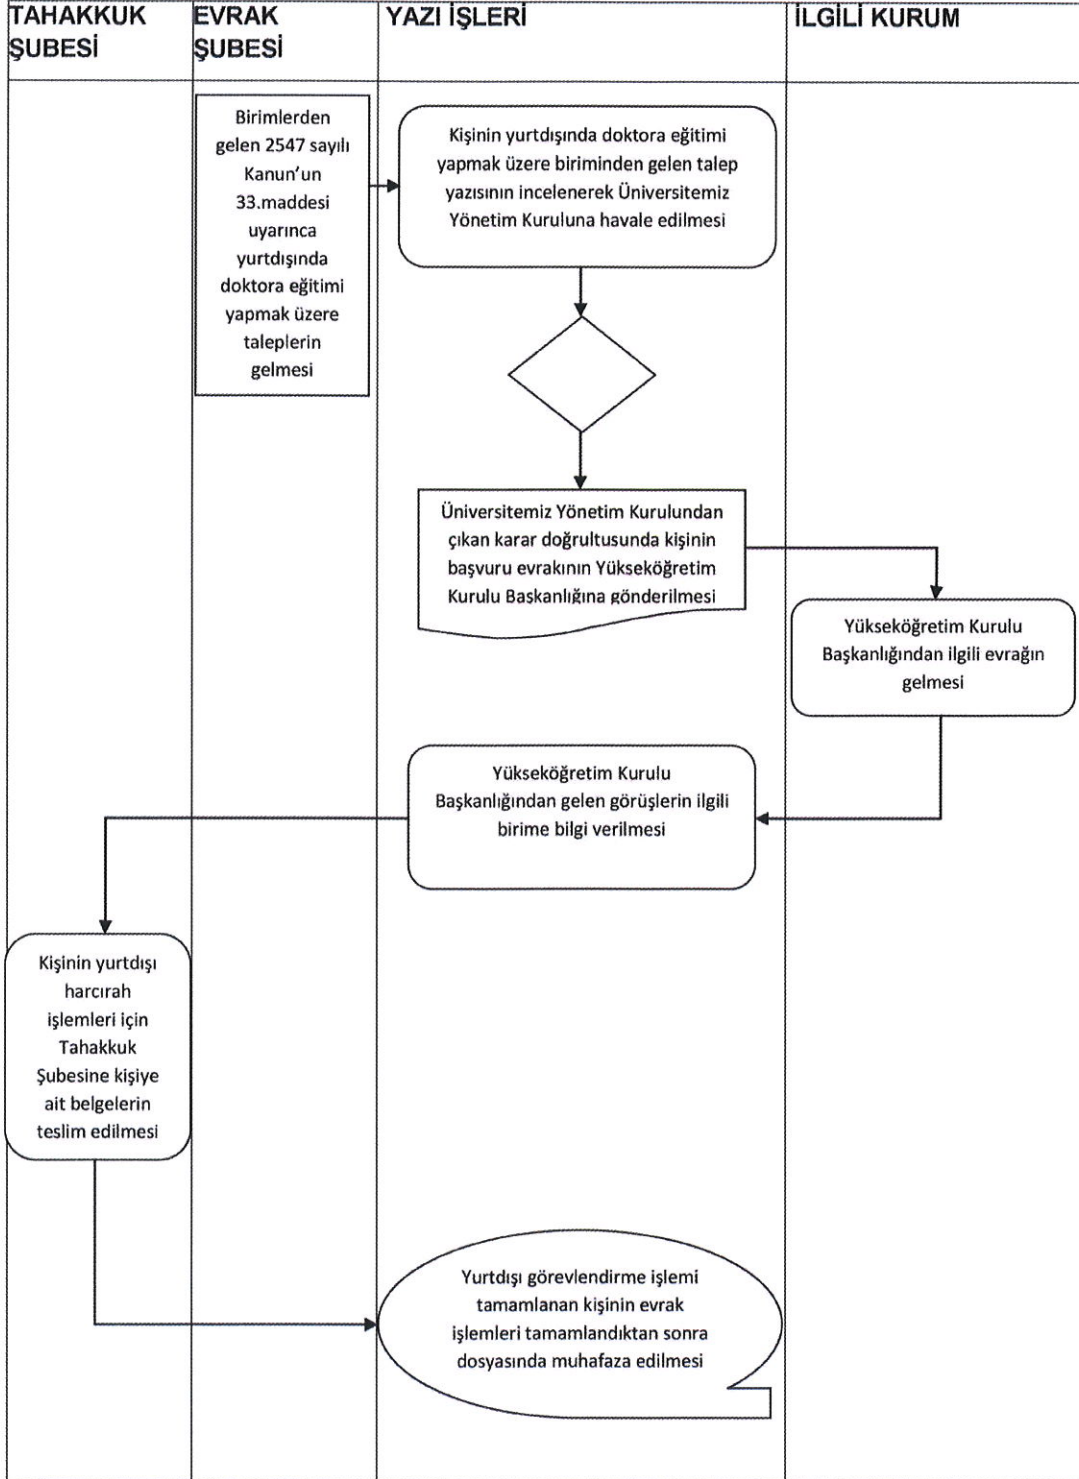 TAHAKKUK
ŞUBESİ
EVRAK
ŞUBESİ
YAZI İŞLERİ
İLGİLİ KURUM
Birimlerden
gelen 2547 sayılı
Kanun'un
33.maddesi
uyarınca
yurtdışında
doktora eğitimi
yapmak üzere
taleplerin
gelmesi
Kişinin yurtdışında doktora eğitimi
yapmak üzere biriminden gelen talep
yazısının incelenerek Üniversitemiz
Yönetim Kuruluna havale edilmesi
Üniversitemiz Yönetim Kurulundan
çıkan karar doğrultusunda kişinin
başvuru evrakının Yükseköğretim
Kurulu Başkanlığına gönderilmesi
Yükseköğretim Kurulu
Başkanlığından ilgili evrağın
gelmesi
Yükseköğretim Kurulu
Başkanlığından gelen görüşlerin ilgili
birime bilgi verilmesi
Kişinin yurtdışı
harcırah
işlemleri için
Tahakkuk
Şubesine kişiye
ait belgelerin
teslim edilmesi
Yurtdışı görevlendirme işlemi
tamamlanan kişinin evrak
işlemleri tamamlandıktan sonra
dosyasında muhafaza edilmesi